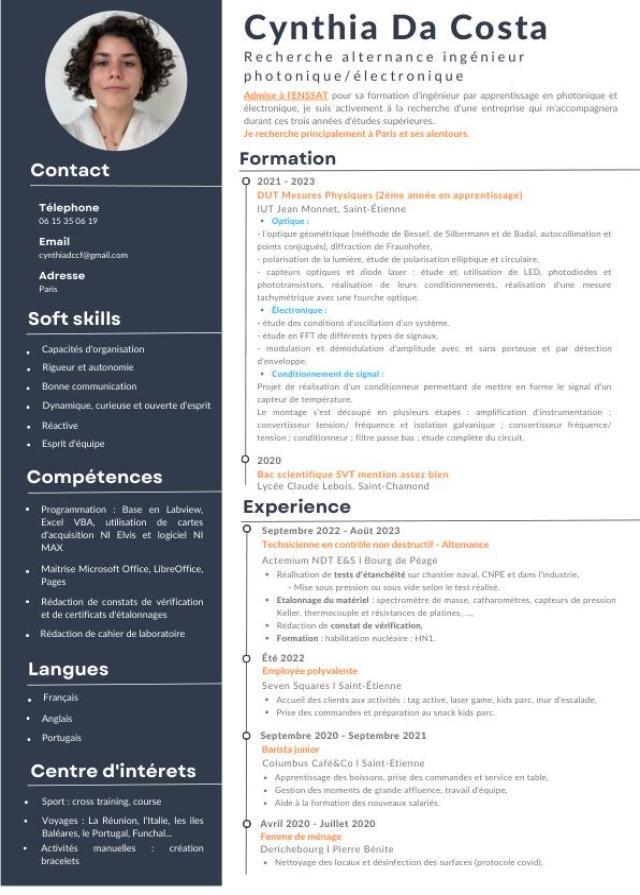 Cynthia Da Costa
Recherche alternance ingénieur
photonique/électronique
Admise à l'ENSSAT pour sa formation d'ingénieur par apprentissage en photonique et
électronique, je suis activement à la recherche d'une entreprise qui m'accompagnera
durant ces trois années d'études supérieures.
Je recherche principalement à Paris et ses alentours.
Contact
Télephone
06 15 35 06 19
Email
cynthiadccf@gmail.com
Adresse
Paris
Soft skills
• Capacités d'organisation
• Rigueur et autonomie
• Bonne communication
• Dynamique, curieuse et ouverte d'esprit
• Réactive
• Esprit d'équipe
Compétences
• Programmation : Base en Labview,
Excel VBA, utilisation de cartes
d'acquisition NI Elvis et logiciel NI
MAX
• Maitrise Microsoft Office, LibreOffice,
Pages
• Rédaction de constats de vérification
et de certificats d'étalonnages
• Rédaction de cahier de laboratoire
Langues
• Français
• Anglais
• Portugais
Centre d'intérets
• Sport : cross training, course
• Voyages : La Réunion, l'Italie, les iles
Baléares, le Portugal, Funchal...
• Activités manuelles : création
bracelets
Formation
2021 - 2023
DUT Mesures Physiques (2ème année en apprentissage)
IUT Jean Monnet, Saint-Étienne
• Optique :
- l'optique géométrique (méthode de Bessel, de Silbermann et de Badal, autocollimation et
points conjugués), diffraction de Fraunhofer,
- polarisation de la lumière, étude de polarisation elliptique et circulaire,
- capteurs optiques et diode laser : étude et utilisation de LED, photodiodes et
phototransistors, réalisation de leurs conditionnements, réalisation d'une mesure
tachymétrique avec une fourche optique.
• Électronique :
- étude des conditions d'oscillation d'un système,
- étude en FFT de différents types de signaux,
- modulation et démodulation d'amplitude avec et sans porteuse et par détection
d'enveloppe.
• Conditionnement de signal :
Projet de réalisation d'un conditionneur permettant de mettre en forme le signal d'un
capteur de température.
Le montage s'est découpé en plusieurs étapes : amplification d'instrumentation ;
convertisseur tension/ fréquence et isolation galvanique ; convertisseur fréquence/
tension ; conditionneur ; filtre passe bas ; étude complète du circuit.
2020
Bac scientifique SVT mention assez bien
Lycée Claude Lebois, Saint-Chamond
Experience
Septembre 2022 - Août 2023
Technicienne en contrôle non destructif - Alternance
Actemium NDT E&S l Bourg de Péage
• Réalisation de tests d'étanchéité sur chantier naval, CNPE et dans l'industrie,
- Mise sous pression ou sous vide selon le test réalisé.
• Etalonnage du matériel : spectromètre de masse, catharomètres, capteurs de pression
Keller, thermocouple et résistances de platines, ...,
• Rédaction de constat de vérification,
• Formation : habilitation nucléaire : HN1.
Été 2022
Employée polyvalente
Seven Squares l Saint-Étienne
• Accueil des clients aux activités : tag active, laser game, kids parc, mur d'escalade,
• Prise des commandes et préparation au snack kids parc.
Septembre 2020 - Septembre 2021
Barista junior
Columbus Café&Co l Saint-Etienne
• Apprentissage des boissons, prise des commandes et service en table,
• Gestion des moments de grande affluence, travail d'équipe,
• Aide à la formation des nouveaux salariés.
Avril 2020 - Juillet 2020
Femme de ménage
Derichebourg l Pierre Bénite
• Nettoyage des locaux et désinfection des surfaces (protocole covid).